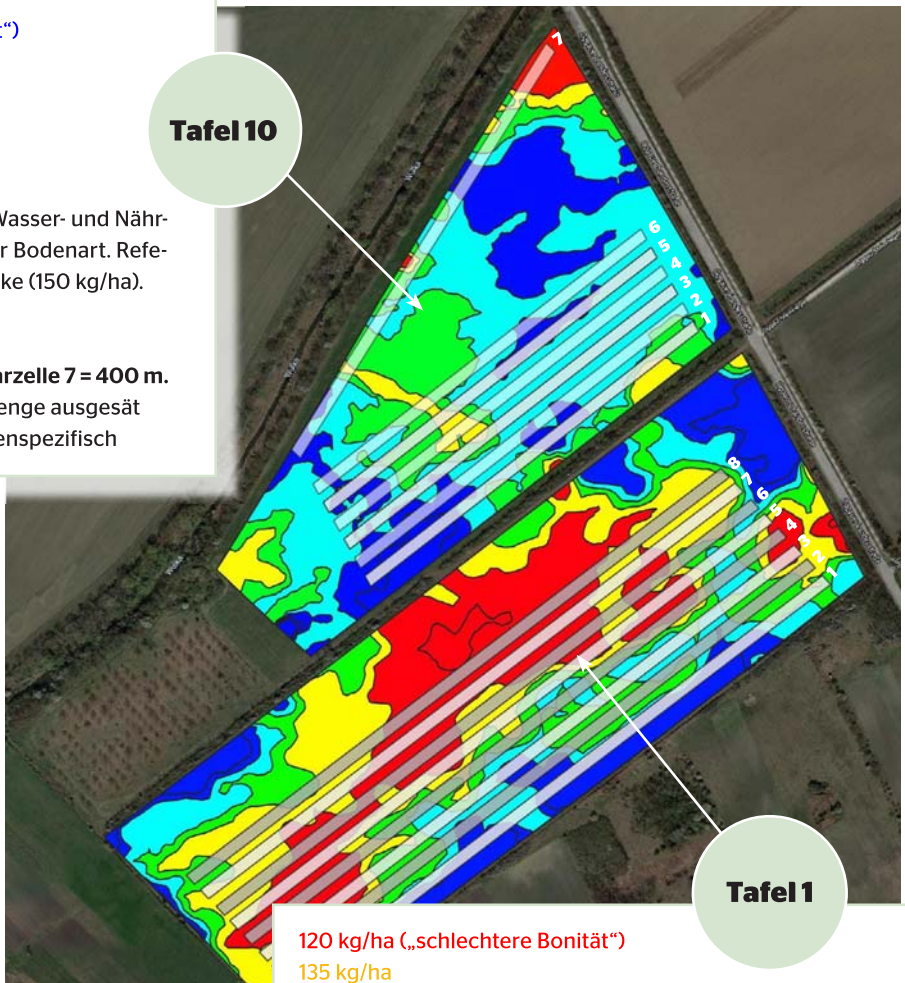 t“)
Tafel 10
Wasser- und Nähr-
r Bodenart. Refe-
ke (150 kg/ha).
arzelle 7 = 400 m.
enge ausgesät
enspezifisch
7
6
5
4
3
2
1
8
7
6
5
4
3
2
1
Tafel 1
120 kg/ha („schlechtere Bonität“)
135 kg/ha